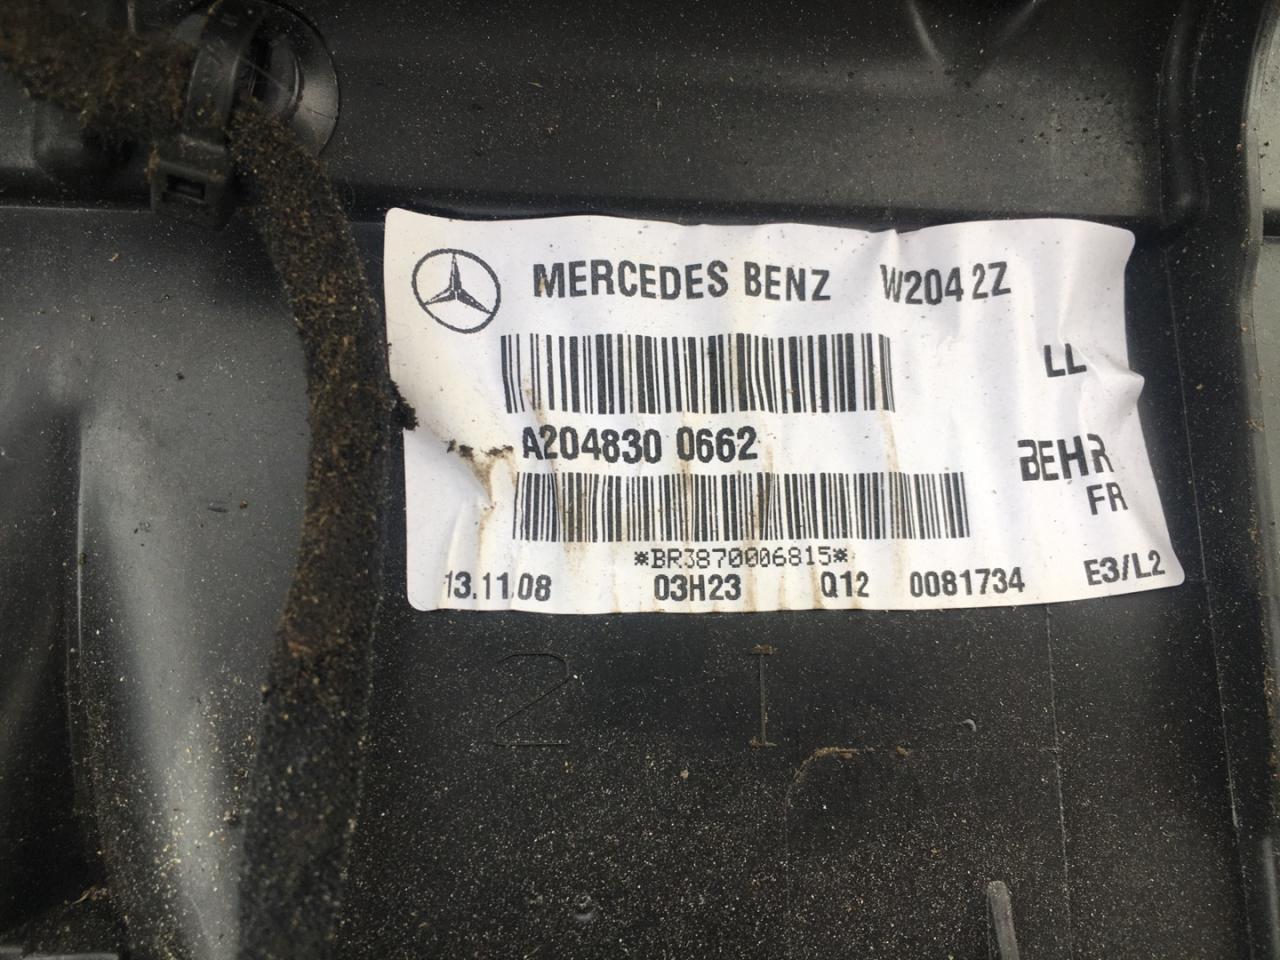 MERCEDES BENZ W204 2Z
LL
A204830 0662
BEHR
FR
*BR3870006815*
13.11.08 03H23 Q12 0081734 E3/L2
2 I